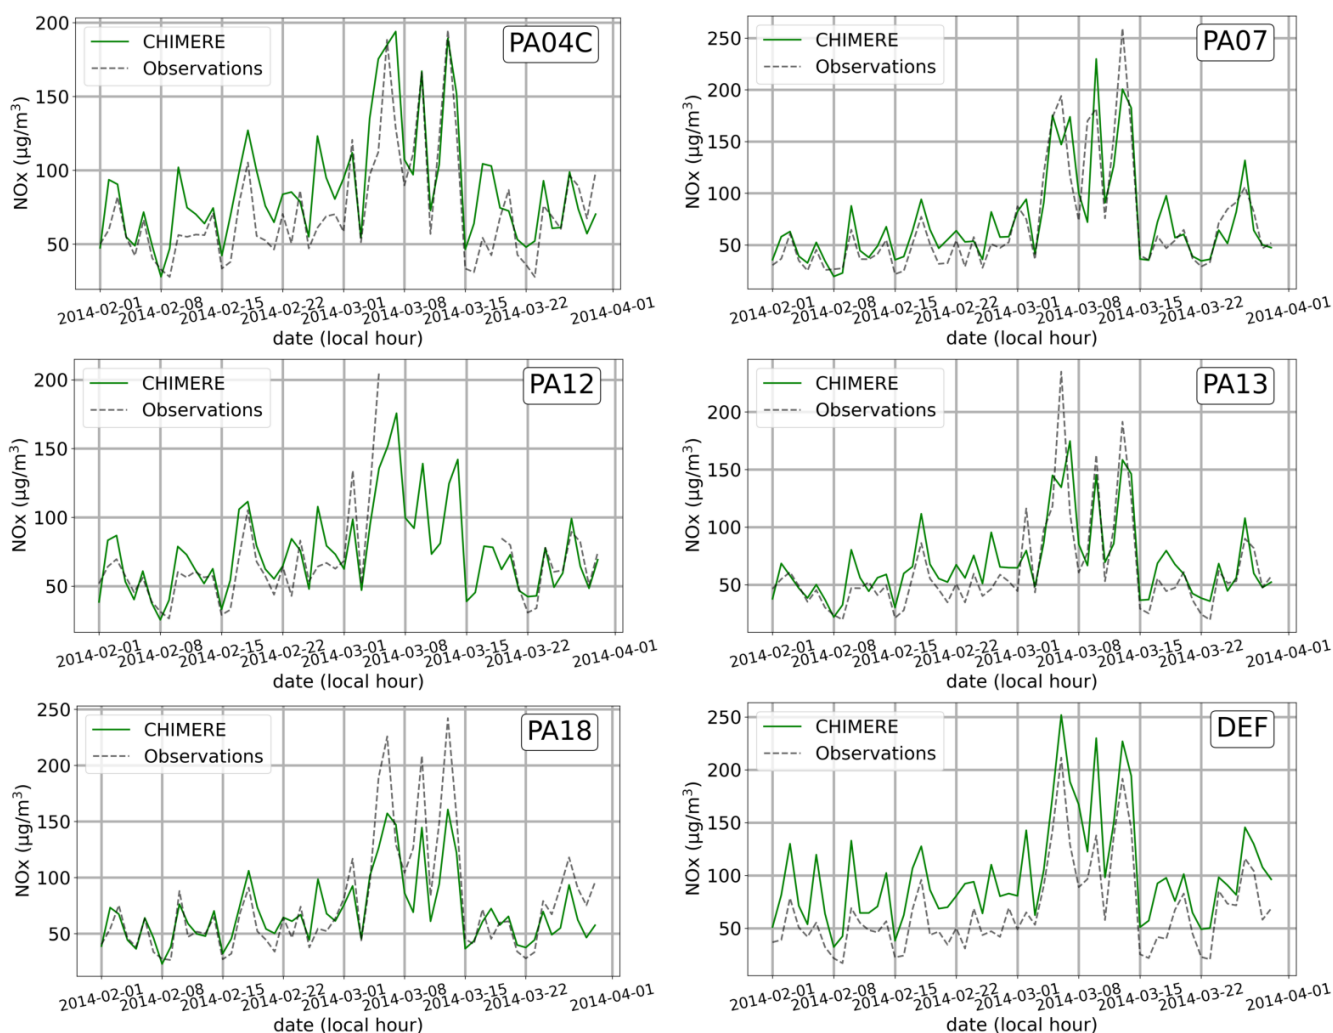 200
150
100
50
NOx (µg/m³)
CHIMERE
Observations
PA04C
2014-02-01
2014-02-08
2014-02-15
2014-02-22
2014-03-01
2014-03-08
2014-03-15
2014-03-22
2014-04-01
date (local hour)
250
200
150
100
50
NOx (µg/m³)
CHIMERE
Observations
PA07
2014-02-01
2014-02-08
2014-02-15
2014-02-22
2014-03-01
2014-03-08
2014-03-15
2014-03-22
2014-04-01
date (local hour)
200
150
100
50
NOx (µg/m³)
CHIMERE
Observations
PA12
2014-02-01
2014-02-08
2014-02-15
2014-02-22
2014-03-01
2014-03-08
2014-03-15
2014-03-22
2014-04-01
date (local hour)
200
150
100
50
NOx (µg/m³)
CHIMERE
Observations
PA13
2014-02-01
2014-02-08
2014-02-15
2014-02-22
2014-03-01
2014-03-08
2014-03-15
2014-03-22
2014-04-01
date (local hour)
250
200
150
100
50
NOx (µg/m³)
CHIMERE
Observations
PA18
2014-02-01
2014-02-08
2014-02-15
2014-02-22
2014-03-01
2014-03-08
2014-03-15
2014-03-22
2014-04-01
date (local hour)
250
200
150
100
50
NOx (µg/m³)
CHIMERE
Observations
DEF
2014-02-01
2014-02-08
2014-02-15
2014-02-22
2014-03-01
2014-03-08
2014-03-15
2014-03-22
2014-04-01
date (local hour)